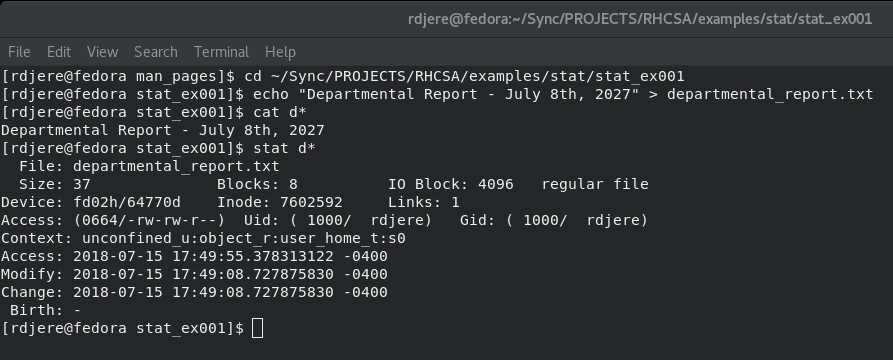 rdjere@fedora:~/Sync/PROJECTS/RHCSA/examples/stat/stat_ex001
File Edit View Search Terminal Help
[rdjere@fedora man_pages]$ cd ~/Sync/PROJECTS/RHCSA/examples/stat/stat_ex001
[rdjere@fedora stat_ex001]$ echo "Departmental Report - July 8th, 2027" > departmental_report.txt
[rdjere@fedora stat_ex001]$ cat d*
Departmental Report - July 8th, 2027
[rdjere@fedora stat_ex001]$ stat d*
  File: departmental_report.txt
  Size: 37        	Blocks: 8          IO Block: 4096   regular file
Device: fd02h/64770d	Inode: 7602592     Links: 1
Access: (0664/-rw-rw-r--)  Uid: ( 1000/  rdjere)   Gid: ( 1000/  rdjere)
Context: unconfined_u:object_r:user_home_t:s0
Access: 2018-07-15 17:49:55.378313122 -0400
Modify: 2018-07-15 17:49:08.727875830 -0400
Change: 2018-07-15 17:49:08.727875830 -0400
 Birth: -
[rdjere@fedora stat_ex001]$